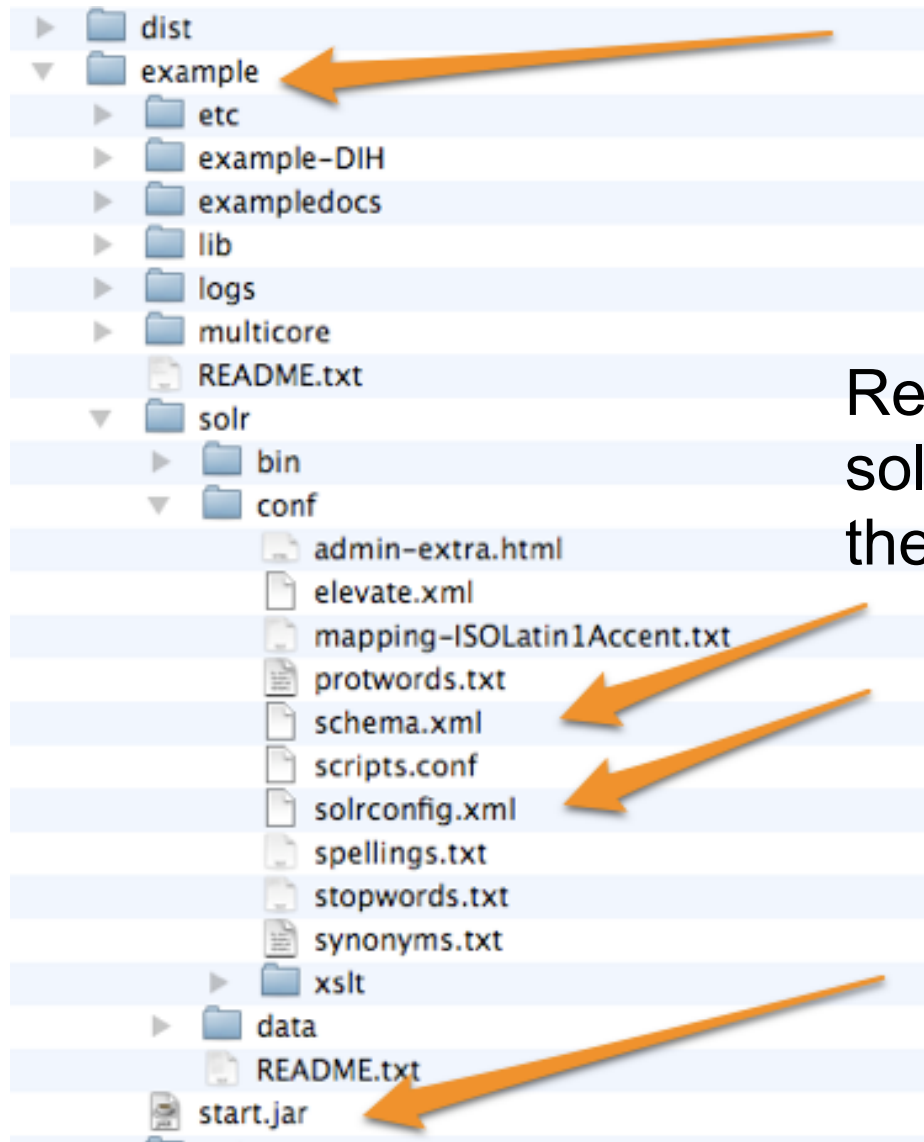 dist
example
etc
example-DIH
exampledocs
lib
logs
multicore
README.txt
solr
bin
conf
admin-extra.html
elevate.xml
mapping-ISOLatin1Accent.txt
protwords.txt
schema.xml
scripts.conf
solrconfig.xml
spellings.txt
stopwords.txt
synonyms.txt
xslt
data
README.txt
start.jar
Re
sol
the